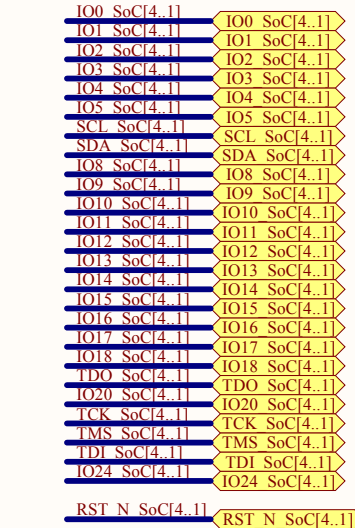 IO0_SoC[4..1] IO0_SoC[4..1]
IO1_SoC[4..1] IO1_SoC[4..1]
IO2_SoC[4..1] IO2_SoC[4..1]
IO3_SoC[4..1] IO3_SoC[4..1]
IO4_SoC[4..1] IO4_SoC[4..1]
IO5_SoC[4..1] IO5_SoC[4..1]
SCL_SoC[4..1] SCL_SoC[4..1]
SDA_SoC[4..1] SDA_SoC[4..1]
IO8_SoC[4..1] IO8_SoC[4..1]
IO9_SoC[4..1] IO9_SoC[4..1]
IO10_SoC[4..1] IO10_SoC[4..1]
IO11_SoC[4..1] IO11_SoC[4..1]
IO12_SoC[4..1] IO12_SoC[4..1]
IO13_SoC[4..1] IO13_SoC[4..1]
IO14_SoC[4..1] IO14_SoC[4..1]
IO15_SoC[4..1] IO15_SoC[4..1]
IO16_SoC[4..1] IO16_SoC[4..1]
IO17_SoC[4..1] IO17_SoC[4..1]
IO18_SoC[4..1] IO18_SoC[4..1]
TDO_SoC[4..1] TDO_SoC[4..1]
IO20_SoC[4..1] IO20_SoC[4..1]
TCK_SoC[4..1] TCK_SoC[4..1]
TMS_SoC[4..1] TMS_SoC[4..1]
TDI_SoC[4..1] TDI_SoC[4..1]
IO24_SoC[4..1] IO24_SoC[4..1]
RST_N_SoC[4..1] RST_N_SoC[4..1]